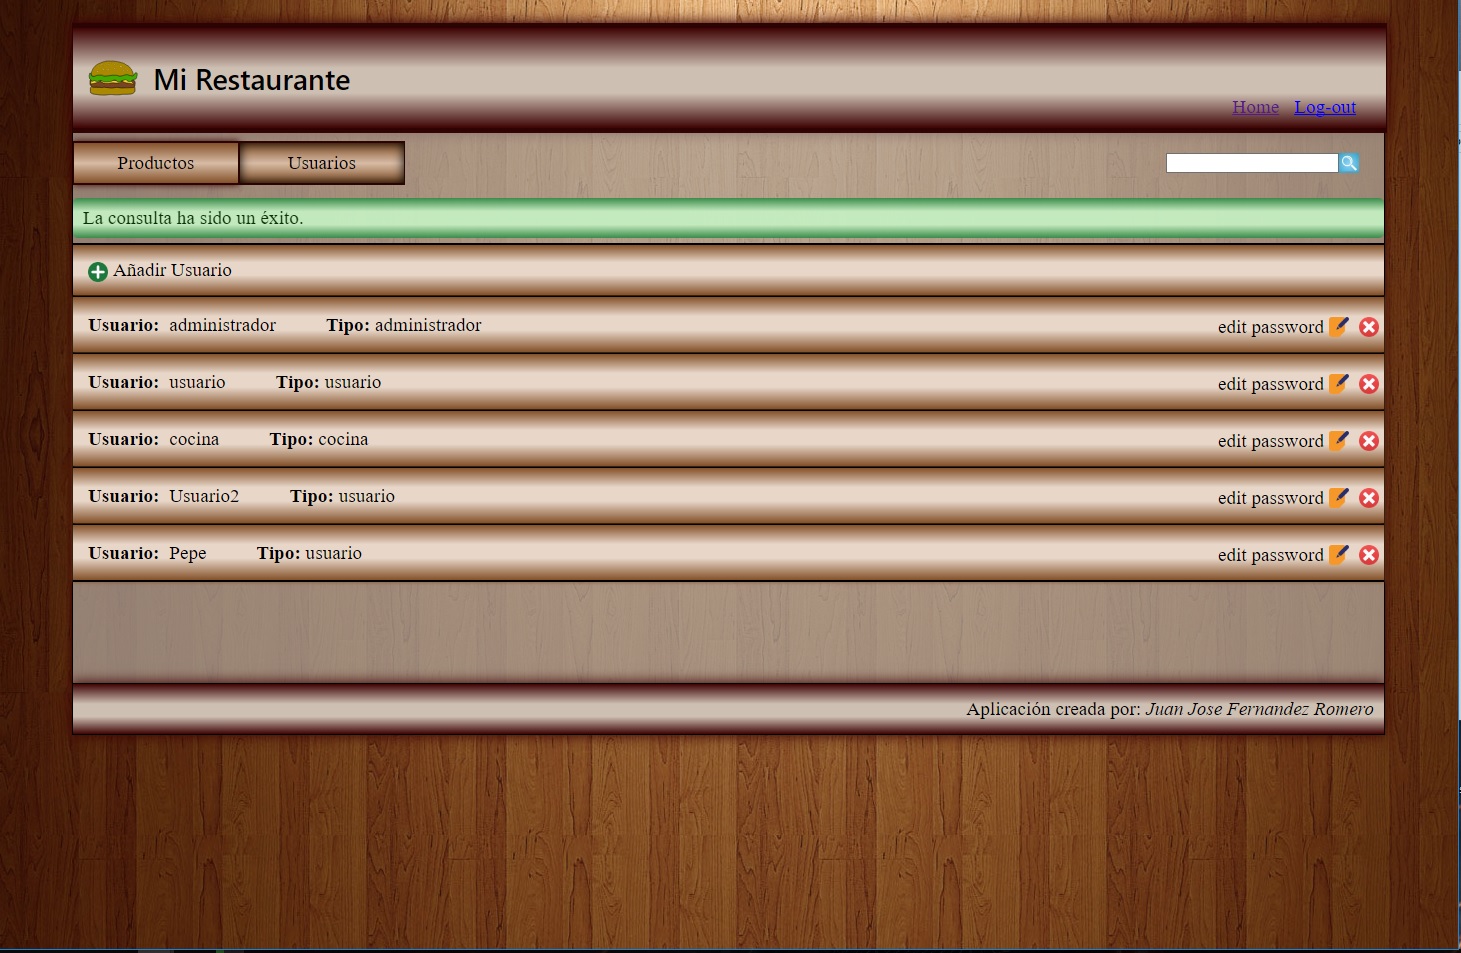 Mi Restaurante
Home Log-out
Productos Usuarios
La consulta ha sido un éxito.
Añadir Usuario
Usuario: administrador Tipo: administrador edit password
Usuario: usuario Tipo: usuario edit password
Usuario: cocina Tipo: cocina edit password
Usuario: Usuario2 Tipo: usuario edit password
Usuario: Pepe Tipo: usuario edit password
Aplicación creada por: Juan Jose Fernandez Romero